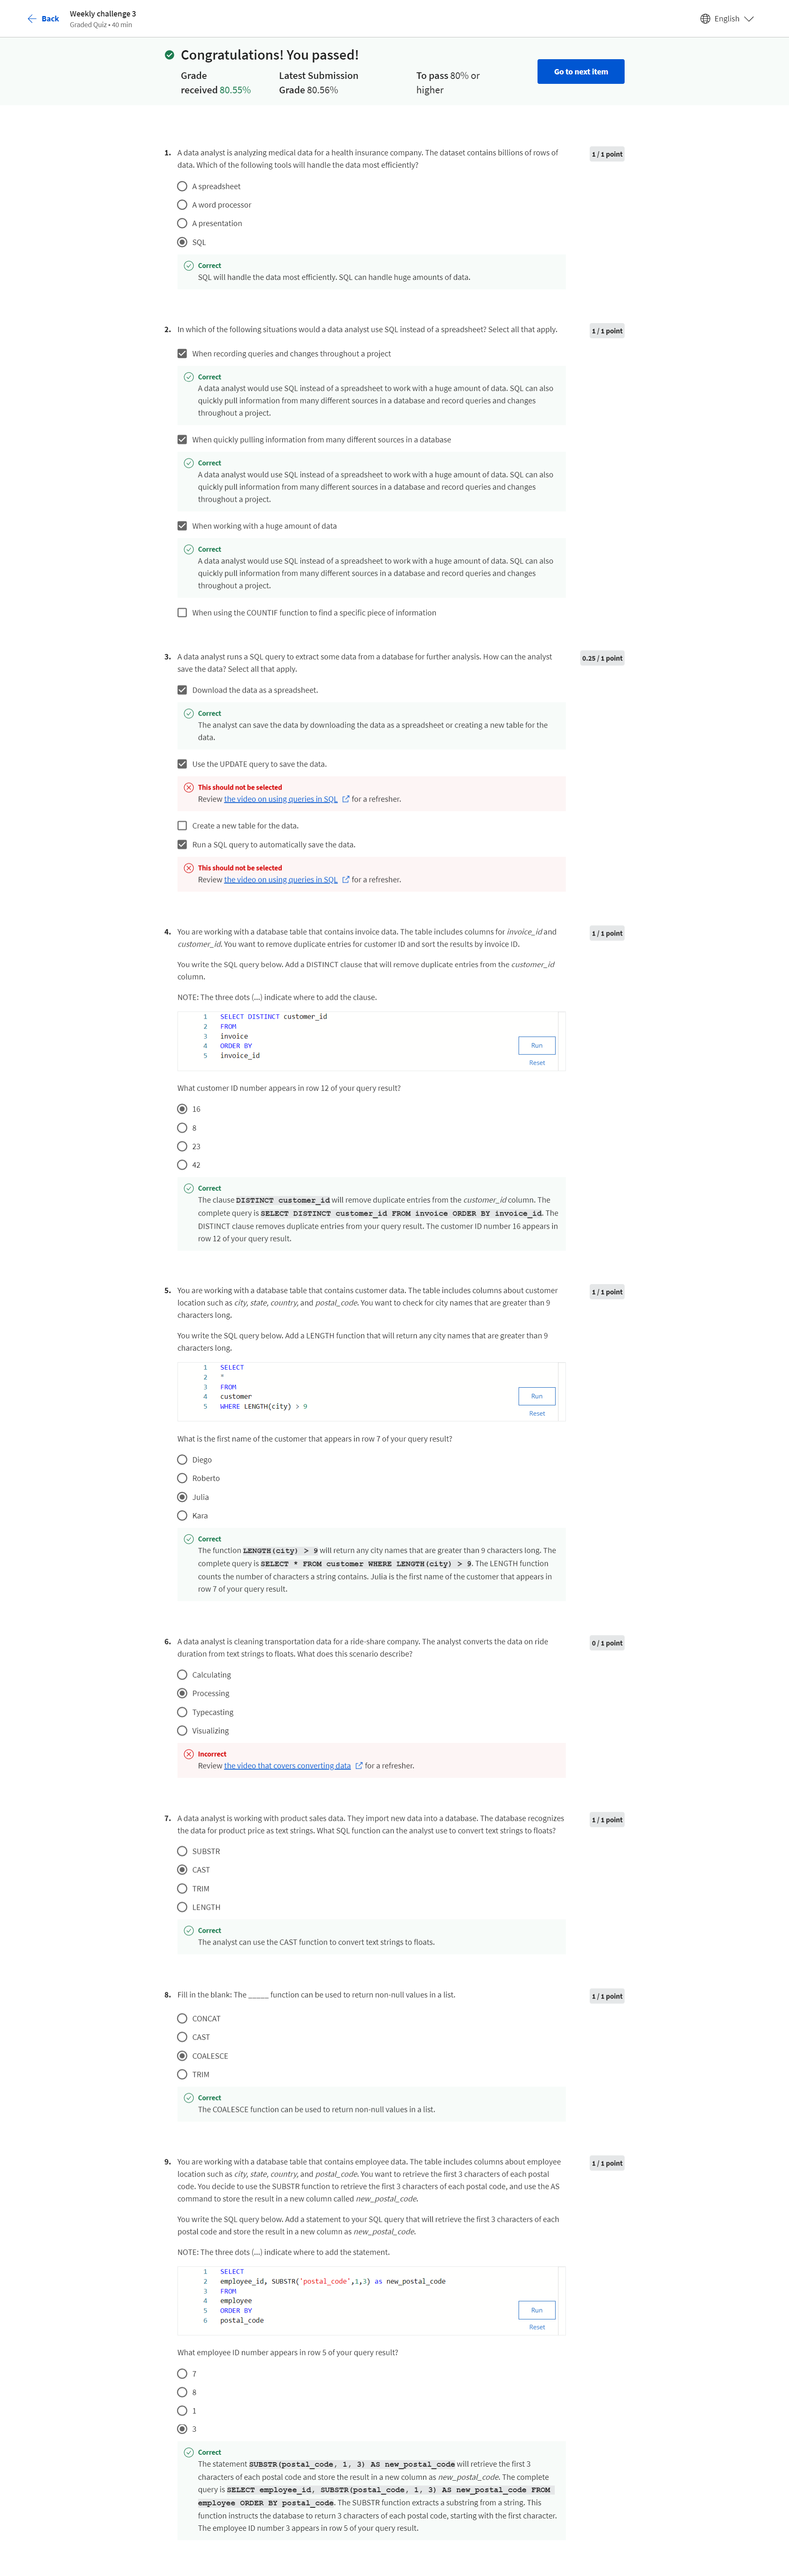 Back
Weekly challenge 3
Graded Quiz • 40 min
English
Congratulations! You passed!
Grade
received 80.55%
Latest Submission
Grade 80.56%
To pass 80% or
higher
Go to next item
1. A data analyst is analyzing medical data for a health insurance company. The dataset contains billions of rows of
data. Which of the following tools will handle the data most efficiently?
1 / 1 point
A spreadsheet
A word processor
A presentation
SQL
Correct
SQL will handle the data most efficiently. SQL can handle huge amounts of data.
2. In which of the following situations would a data analyst use SQL instead of a spreadsheet? Select all that apply.
1 / 1 point
When recording queries and changes throughout a project
Correct
A data analyst would use SQL instead of a spreadsheet to work with a huge amount of data. SQL can also
quickly pull information from many different sources in a database and record queries and changes
throughout a project.
When quickly pulling information from many different sources in a database
Correct
A data analyst would use SQL instead of a spreadsheet to work with a huge amount of data. SQL can also
quickly pull information from many different sources in a database and record queries and changes
throughout a project.
When working with a huge amount of data
Correct
A data analyst would use SQL instead of a spreadsheet to work with a huge amount of data. SQL can also
quickly pull information from many different sources in a database and record queries and changes
throughout a project.
When using the COUNTIF function to find a specific piece of information
3. A data analyst runs a SQL query to extract some data from a database for further analysis. How can the analyst
save the data? Select all that apply.
0.25 / 1 point
Download the data as a spreadsheet.
Correct
The analyst can save the data by downloading the data as a spreadsheet or creating a new table for the
data.
Use the UPDATE query to save the data.
This should not be selected
Review the video on using queries in SQL for a refresher.
Create a new table for the data.
Run a SQL query to automatically save the data.
This should not be selected
Review the video on using queries in SQL for a refresher.
4. You are working with a database table that contains invoice data. The table includes columns for invoice_id and
customer_id. You want to remove duplicate entries for customer ID and sort the results by invoice ID.
1 / 1 point
You write the SQL query below. Add a DISTINCT clause that will remove duplicate entries from the customer_id
column.
NOTE: The three dots (...) indicate where to add the clause.
1 SELECT DISTINCT customer_id
2 FROM
3 invoice
4 ORDER BY
5 invoice_id
Run
Reset
What customer ID number appears in row 12 of your query result?
16
8
23
42
Correct
The clause DISTINCT customer_id will remove duplicate entries from the customer_id column. The
complete query is SELECT DISTINCT customer_id FROM invoice ORDER BY invoice_id. The
DISTINCT clause removes duplicate entries from your query result. The customer ID number 16 appears in
row 12 of your query result.
5. You are working with a database table that contains customer data. The table includes columns about customer
location such as city, state, country, and postal_code. You want to check for city names that are greater than 9
characters long.
1 / 1 point
You write the SQL query below. Add a LENGTH function that will return any city names that are greater than 9
characters long.
1 SELECT
2 *
3 FROM
4 customer
5 WHERE LENGTH(city) > 9
Run
Reset
What is the first name of the customer that appears in row 7 of your query result?
Diego
Roberto
Julia
Kara
Correct
The function LENGTH(city) > 9 will return any city names that are greater than 9 characters long. The
complete query is SELECT * FROM customer WHERE LENGTH(city) > 9. The LENGTH function
counts the number of characters a string contains. Julia is the first name of the customer that appears in
row 7 of your query result.
6. A data analyst is cleaning transportation data for a ride-share company. The analyst converts the data on ride
duration from text strings to floats. What does this scenario describe?
0 / 1 point
Calculating
Processing
Typecasting
Visualizing
Incorrect
Review the video that covers converting data for a refresher.
7. A data analyst is working with product sales data. They import new data into a database. The database recognizes
the data for product price as text strings. What SQL function can the analyst use to convert text strings to floats?
1 / 1 point
SUBSTR
CAST
TRIM
LENGTH
Correct
The analyst can use the CAST function to convert text strings to floats.
8. Fill in the blank: The _____ function can be used to return non-null values in a list.
1 / 1 point
CONCAT
CAST
COALESCE
TRIM
Correct
The COALESCE function can be used to return non-null values in a list.
9. You are working with a database table that contains employee data. The table includes columns about employee
location such as city, state, country, and postal_code. You want to retrieve the first 3 characters of each postal
code. You decide to use the SUBSTR function to retrieve the first 3 characters of each postal code, and use the AS
command to store the result in a new column called new_postal_code.
1 / 1 point
You write the SQL query below. Add a statement to your SQL query that will retrieve the first 3 characters of each
postal code and store the result in a new column as new_postal_code.
NOTE: The three dots (...) indicate where to add the statement.
1 SELECT
2 employee_id, SUBSTR('postal_code',1,3) as new_postal_code
3 FROM
4 employee
5 ORDER BY
6 postal_code
Run
Reset
What employee ID number appears in row 5 of your query result?
7
8
1
3
Correct
The statement SUBSTR(postal_code, 1, 3) AS new_postal_code will retrieve the first 3
characters of each postal code and store the result in a new column as new_postal_code. The complete
query is SELECT employee_id, SUBSTR(postal_code, 1, 3) AS new_postal_code FROM
employee ORDER BY postal_code. The SUBSTR function extracts a substring from a string. This
function instructs the database to return 3 characters of each postal code, starting with the first character.
The employee ID number 3 appears in row 5 of your query result.